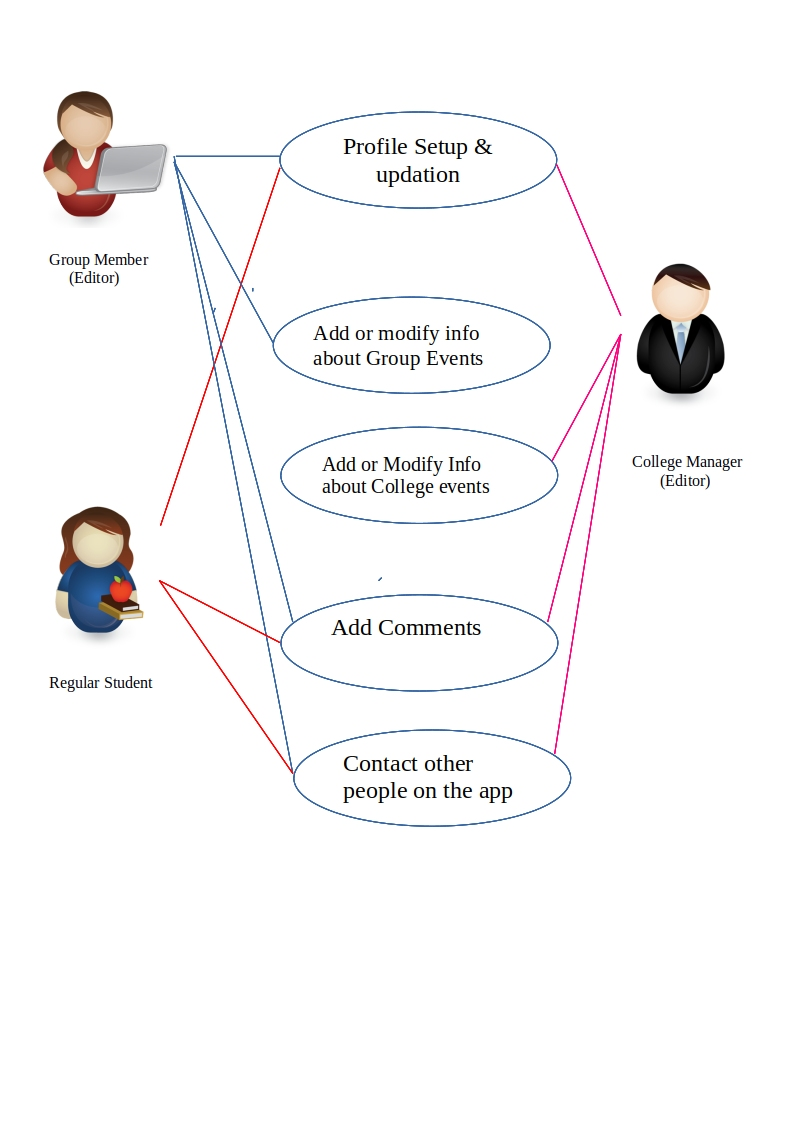 Profile Setup &
updation
Group Member
(Editor)
Add or modify info
about Group Events
Add or Modify Info
about College events
College Manager
(Editor)
Add Comments
Regular Student
Contact other
people on the app